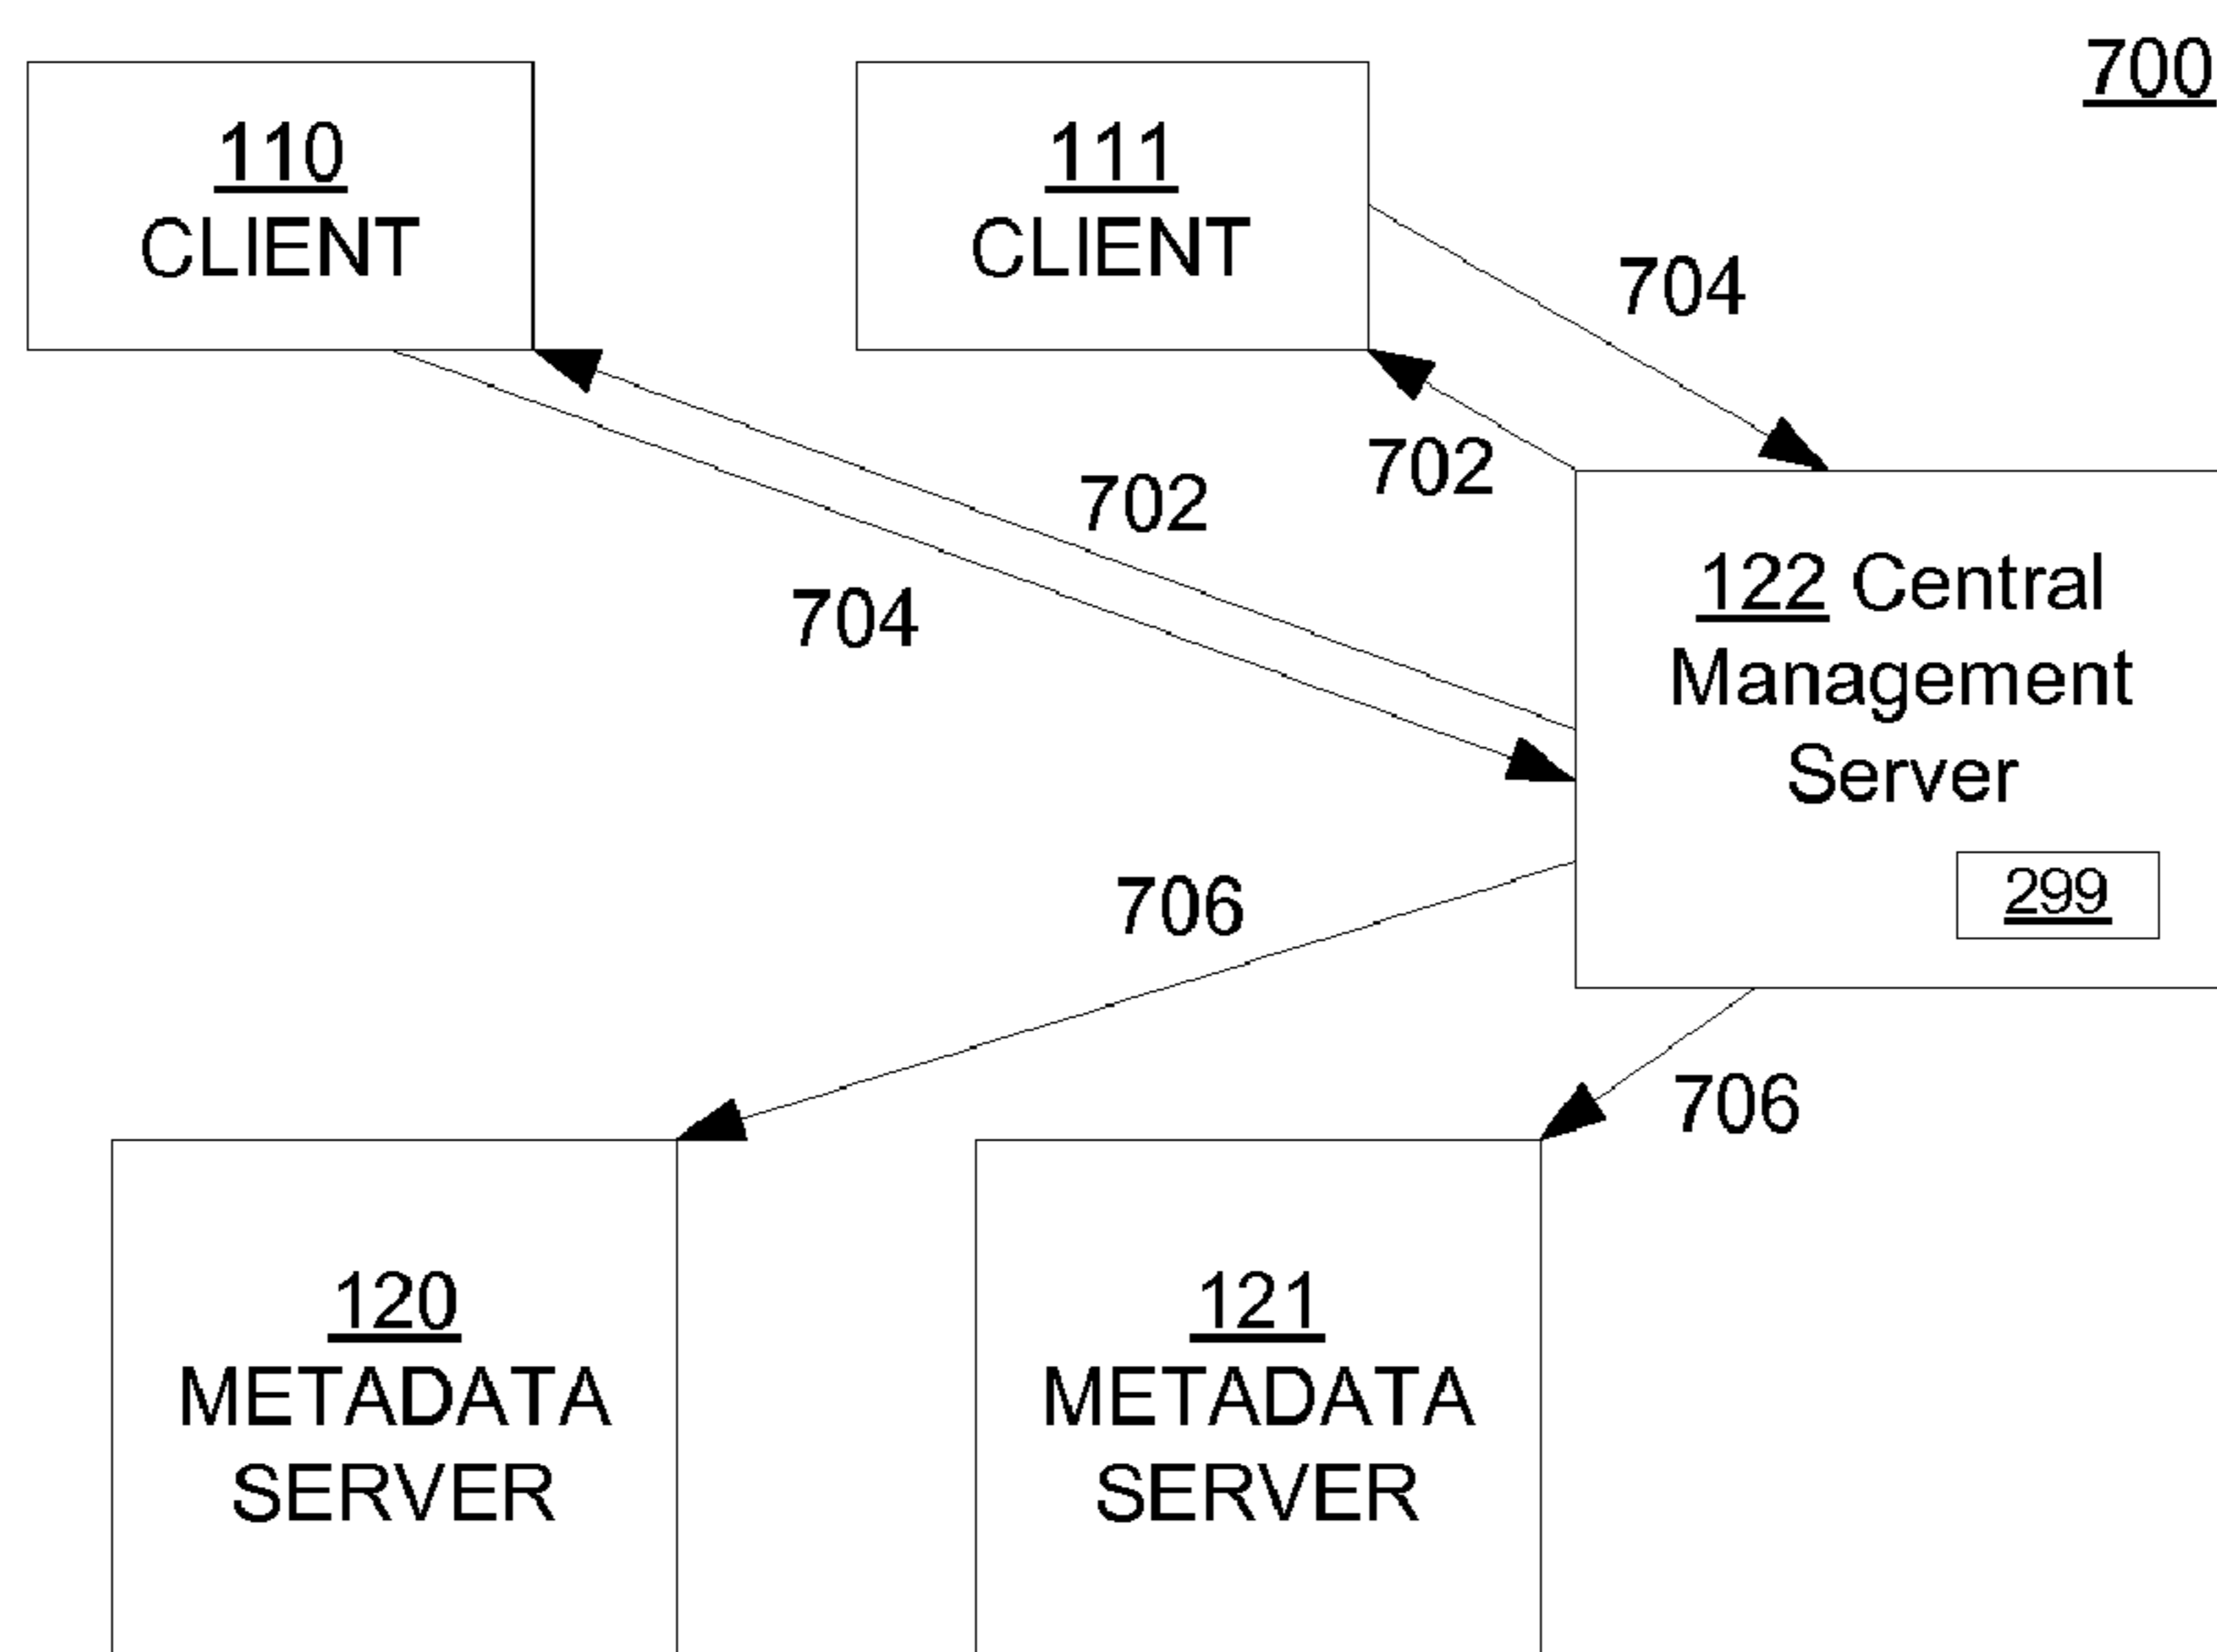 700
110
CLIENT
111
CLIENT
704
702
702
704
122 Central
Management
Server
299
706
706
120
METADATA
SERVER
121
METADATA
SERVER